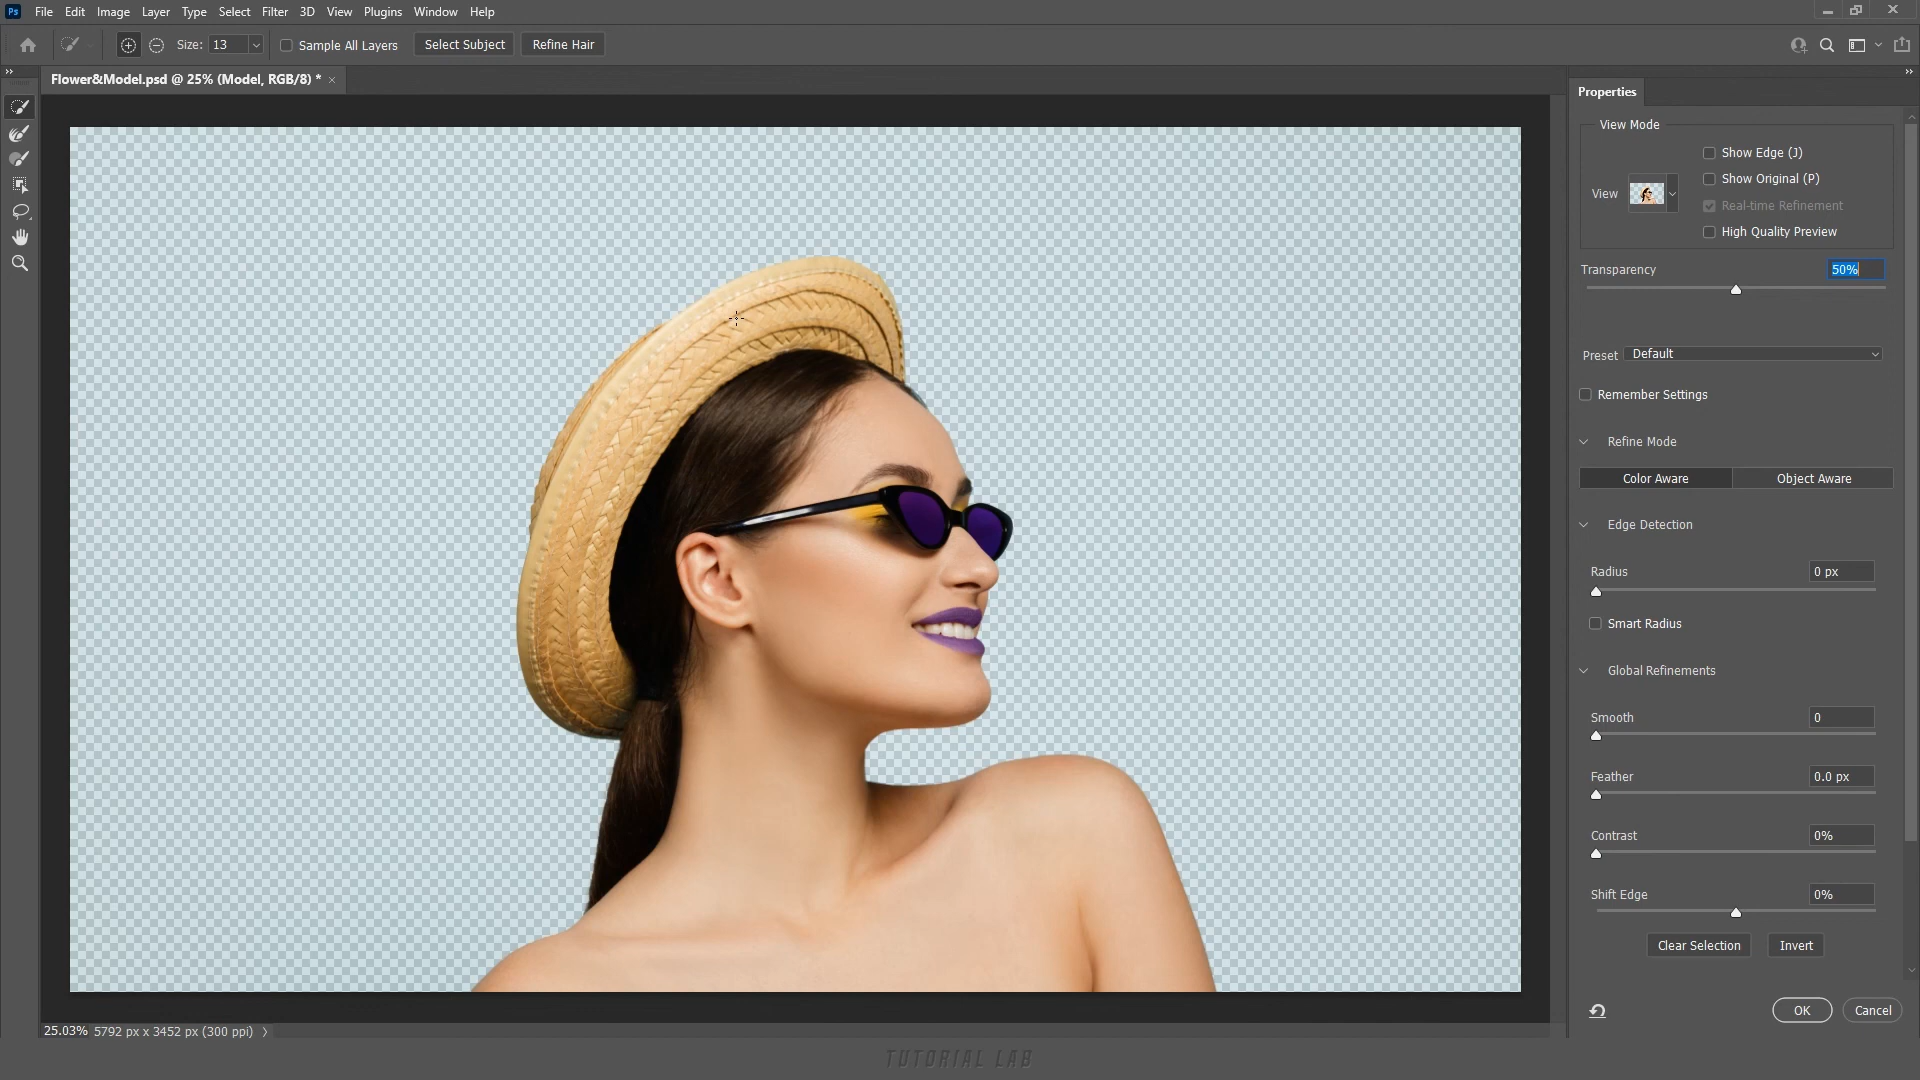 Ps File Edit Image Layer Type Select Filter 3D View Plugins Window Help
Size: 13 Sample All Layers Select Subject Refine Hair
Flower&Model.psd @ 25% (Model, RGB/8) * ×
Properties
View Mode
Show Edge (J)
Show Original (P)
View
Real-time Refinement
High Quality Preview
Transparency 50%
Preset Default
Remember Settings
Refine Mode
Color Aware Object Aware
Edge Detection
Radius 0 px
Smart Radius
Global Refinements
Smooth 0
Feather 0.0 px
Contrast 0%
Shift Edge 0%
Clear Selection Invert
OK Cancel
25.03% 5792 px x 3452 px (300 ppi)
TUTORIAL LAB